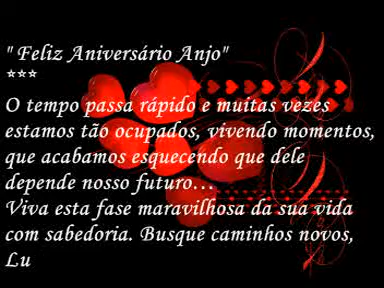 " Feliz Aniversário Anjo"
***
O tempo passa rápido e muitas vezes
estamos tão ocupados, vivendo momentos,
que acabamos esquecendo que dele
depende nosso futuro...
Viva esta fase maravilhosa da sua vida
com sabedoria. Busque caminhos novos,
Lu